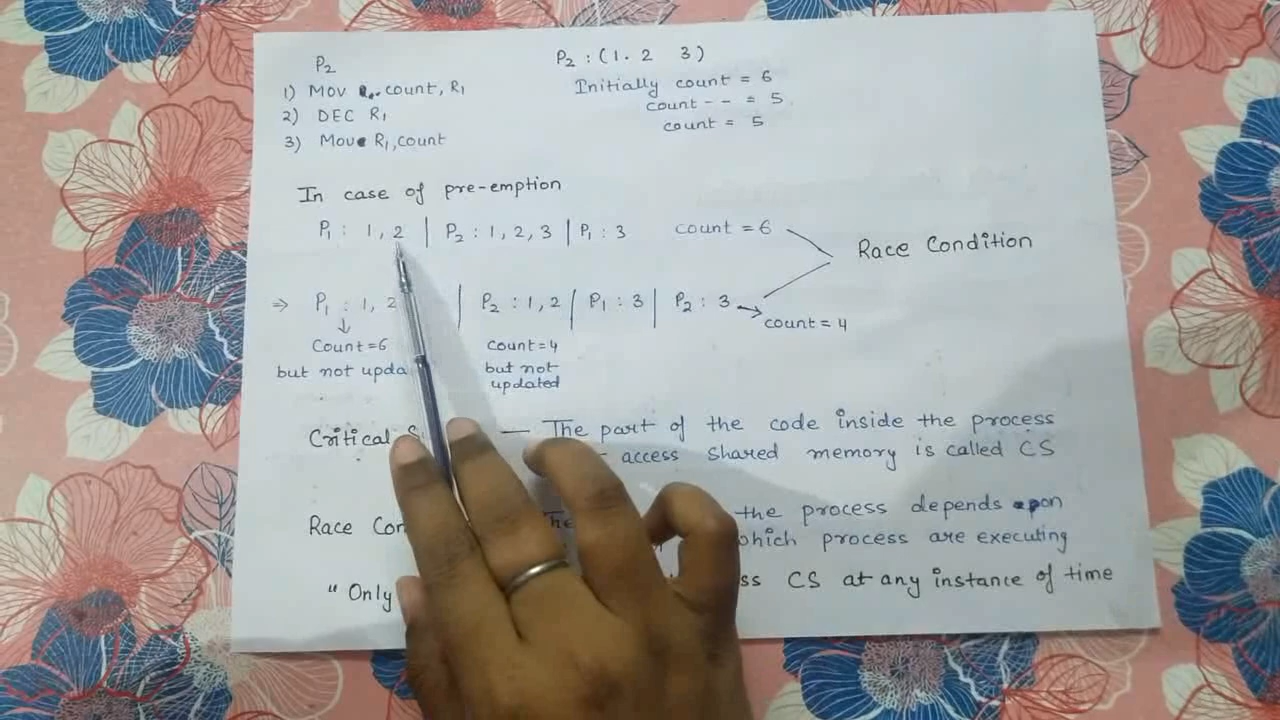 P2
P2 : (1. 2 3)
1) MOV count, R1
2) DEC R1
3) Move R1, count
Initially count = 6
count -- = 5
count = 5
In case of pre-emption
P1 : 1, 2 | P2 : 1, 2, 3 | P1 : 3 count = 6
Race Condition
⇒ P1 : 1, 2 | P2 : 1, 2 | P1 : 3 | P2 : 3 → count = 4
↓
Count = 6
but not upda
count = 4
but not
updated
Critical — The part of the code inside the process
access shared memory is called CS
Race Con The the process depends upon
which process are executing
" Only ss CS at any instance of time